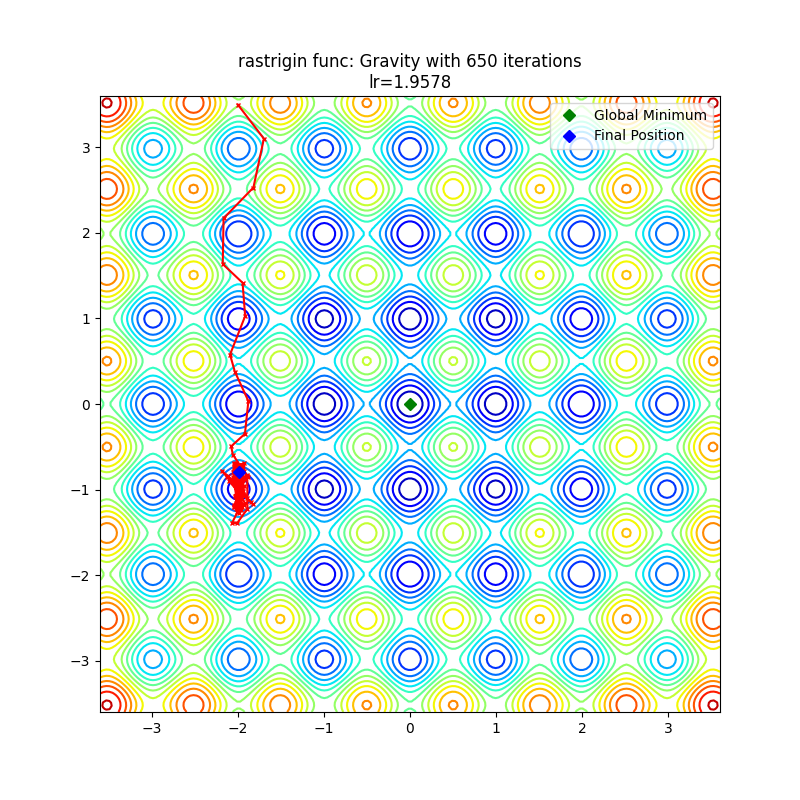 rastrigin func: Gravity with 650 iterations
lr=1.9578
Global Minimum
Final Position
3
2
1
0
−1
−2
−3
−3 −2 −1 0 1 2 3